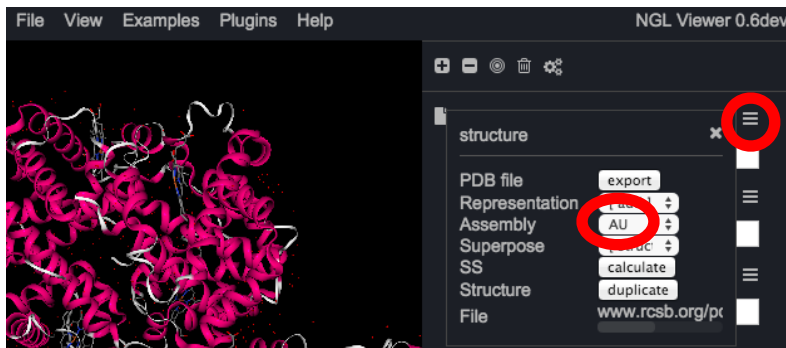 File View Examples Plugins Help NGL Viewer 0.6dev
structure
PDB file export
Representation
Assembly AU
Superpose
SS calculate
Structure duplicate
File www.rcsb.org/pc